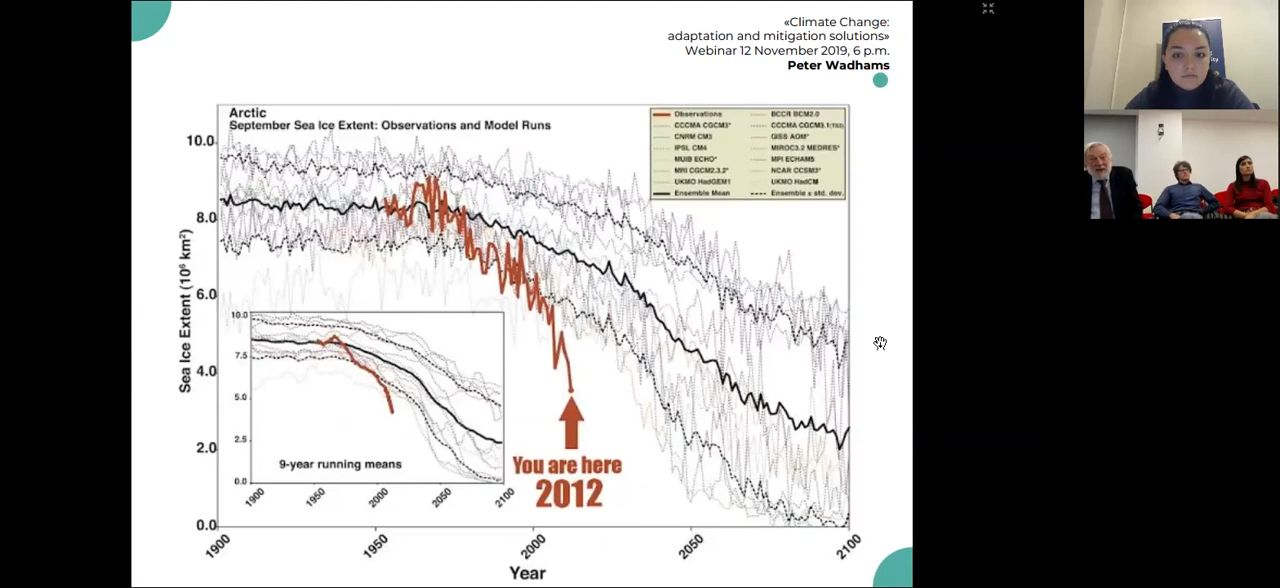 «Climate Change:
adaptation and mitigation solutions»
Webinar 12 November 2019, 6 p.m.
Peter Wadhams
Arctic
September Sea Ice Extent: Observations and Model Runs
Observations
BCCR BCM2.0
CCCMA CGCM3*
CCCMA CGCM3.1(T63)
CNRM CM3
GISS AOM*
IPSL CM4
MIROC3.2 MEDRES*
MIUB ECHO*
MPI ECHAM5
MRI CGCM2.3.2*
NCAR CCSM3*
UKMO HadGEM1
UKMO HadCM
Ensemble Mean
Ensemble ± std. dev.
Sea Ice Extent (10⁶ km²)
10.0
8.0
6.0
4.0
2.0
0.0
10.0
7.5
5.0
2.5
0.0
9-year running means
1900
1950
2000
2050
2100
You are here
2012
1900
1950
2000
2050
2100
Year